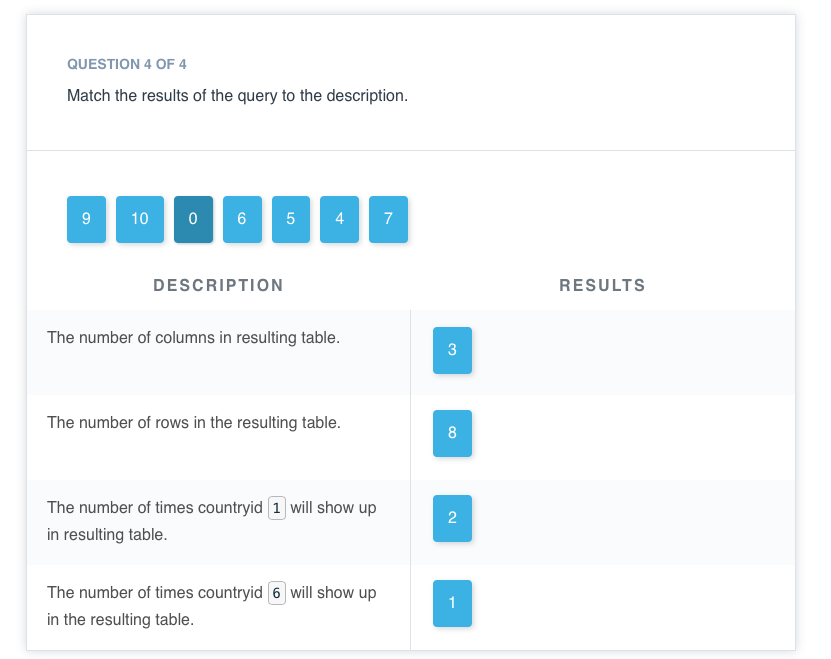 QUESTION 4 OF 4
Match the results of the query to the description.
9 10 0 6 5 4 7
DESCRIPTION RESULTS
The number of columns in resulting table. 3
The number of rows in the resulting table. 8
The number of times countryid 1 will show up
in resulting table.
2
The number of times countryid 6 will show up
in the resulting table.
1